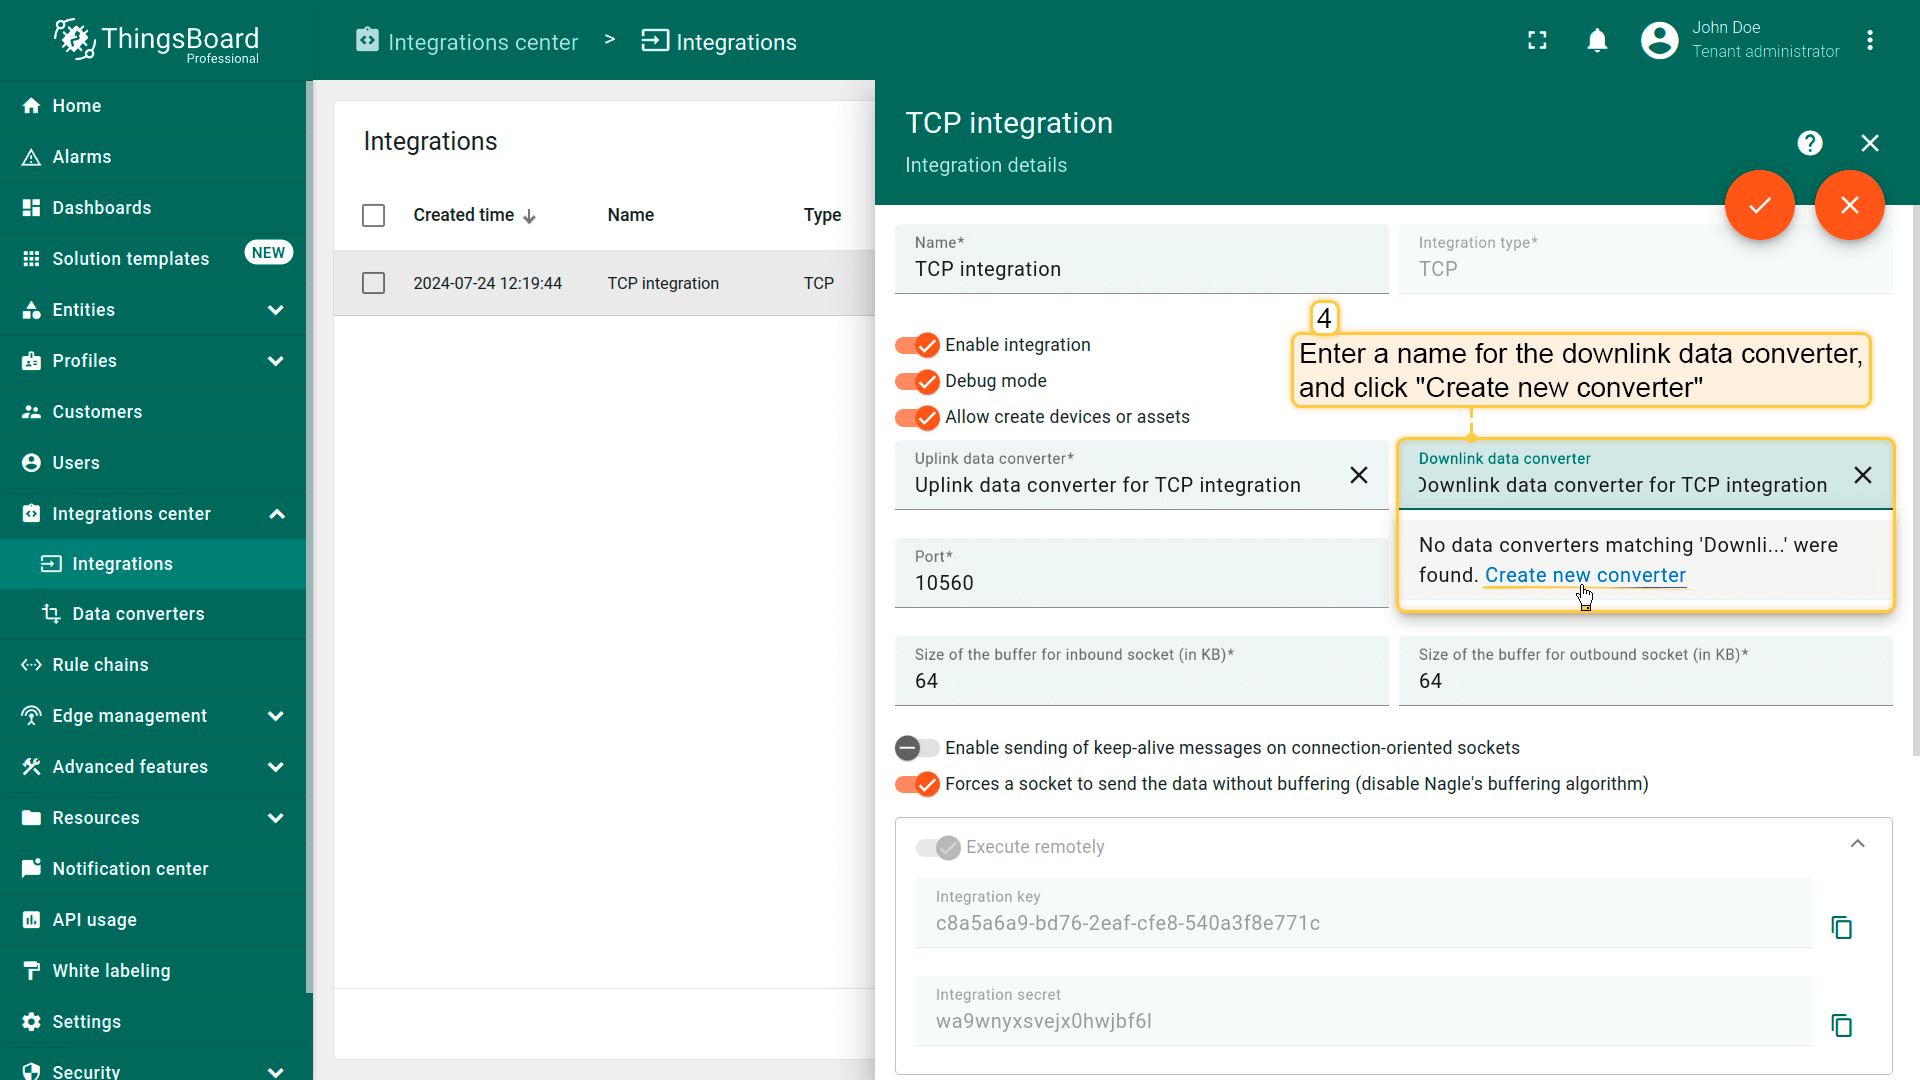 ThingsBoard
Professional
Integrations center > Integrations
John Doe
Tenant administrator
Home
Alarms
Dashboards
Solution templates NEW
Entities
Profiles
Customers
Users
Integrations center
Integrations
Data converters
Rule chains
Edge management
Advanced features
Resources
Notification center
API usage
White labeling
Settings
Security
Integrations
Created time Name Type
2024-07-24 12:19:44 TCP integration TCP
TCP integration
Integration details
Name*
TCP integration
Integration type*
TCP
4
Enter a name for the downlink data converter,
and click "Create new converter"
Enable integration
Debug mode
Allow create devices or assets
Uplink data converter*
Uplink data converter for TCP integration
Downlink data converter
Downlink data converter for TCP integration
No data converters matching 'Downli...' were
found. Create new converter
Port*
10560
Size of the buffer for inbound socket (in KB)*
64
Size of the buffer for outbound socket (in KB)*
64
Enable sending of keep-alive messages on connection-oriented sockets
Forces a socket to send the data without buffering (disable Nagle's buffering algorithm)
Execute remotely
Integration key
c8a5a6a9-bd76-2eaf-cfe8-540a3f8e771c
Integration secret
wa9wnyxsvejx0hwjbf6l